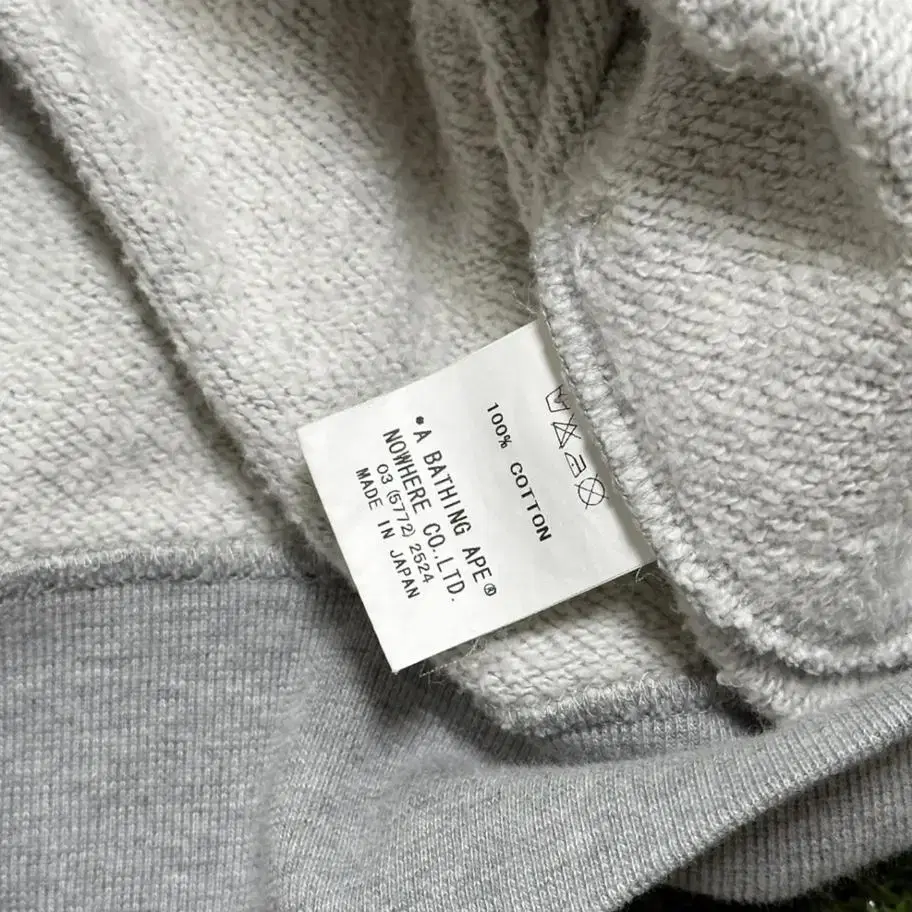 100% COTTON
•A BATHING APE®
NOWHERE CO.,LTD.
03 (5772) 2524
MADE IN JAPAN